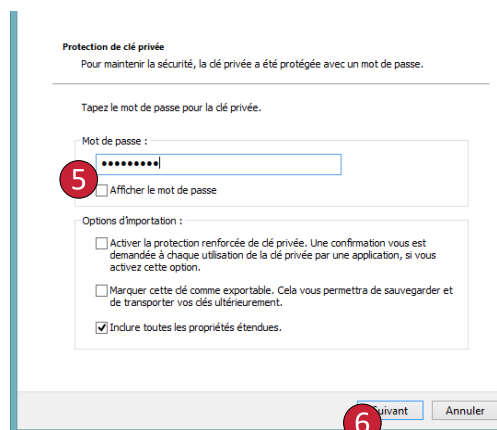 Protection de clé privée
Pour maintenir la sécurité, la clé privée a été protégée avec un mot de passe.
Tapez le mot de passe pour la clé privée.
Mot de passe :
•••••••••
5
Afficher le mot de passe
Options d'importation :
Activer la protection renforcée de clé privée. Une confirmation vous est
demandée à chaque utilisation de la clé privée par une application, si vous
activez cette option.
Marquer cette clé comme exportable. Cela vous permettra de sauvegarder et
de transporter vos clés ultérieurement.
Inclure toutes les propriétés étendues.
6
Suivant
Annuler